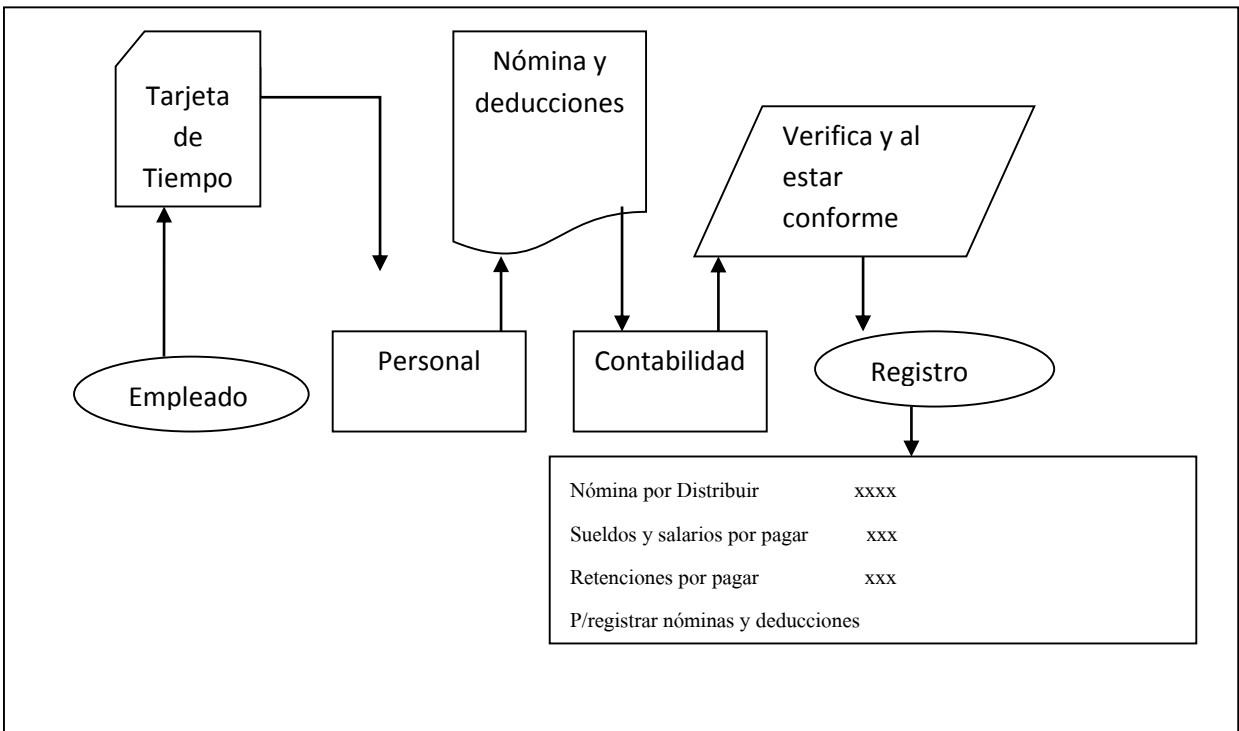 Tarjeta
de
Tiempo
Nómina y
deducciones
Verifica y al
estar
conforme
Empleado
Personal
Contabilidad
Registro
Nómina por Distribuir xxxx
Sueldos y salarios por pagar xxx
Retenciones por pagar xxx
P/registrar nóminas y deducciones